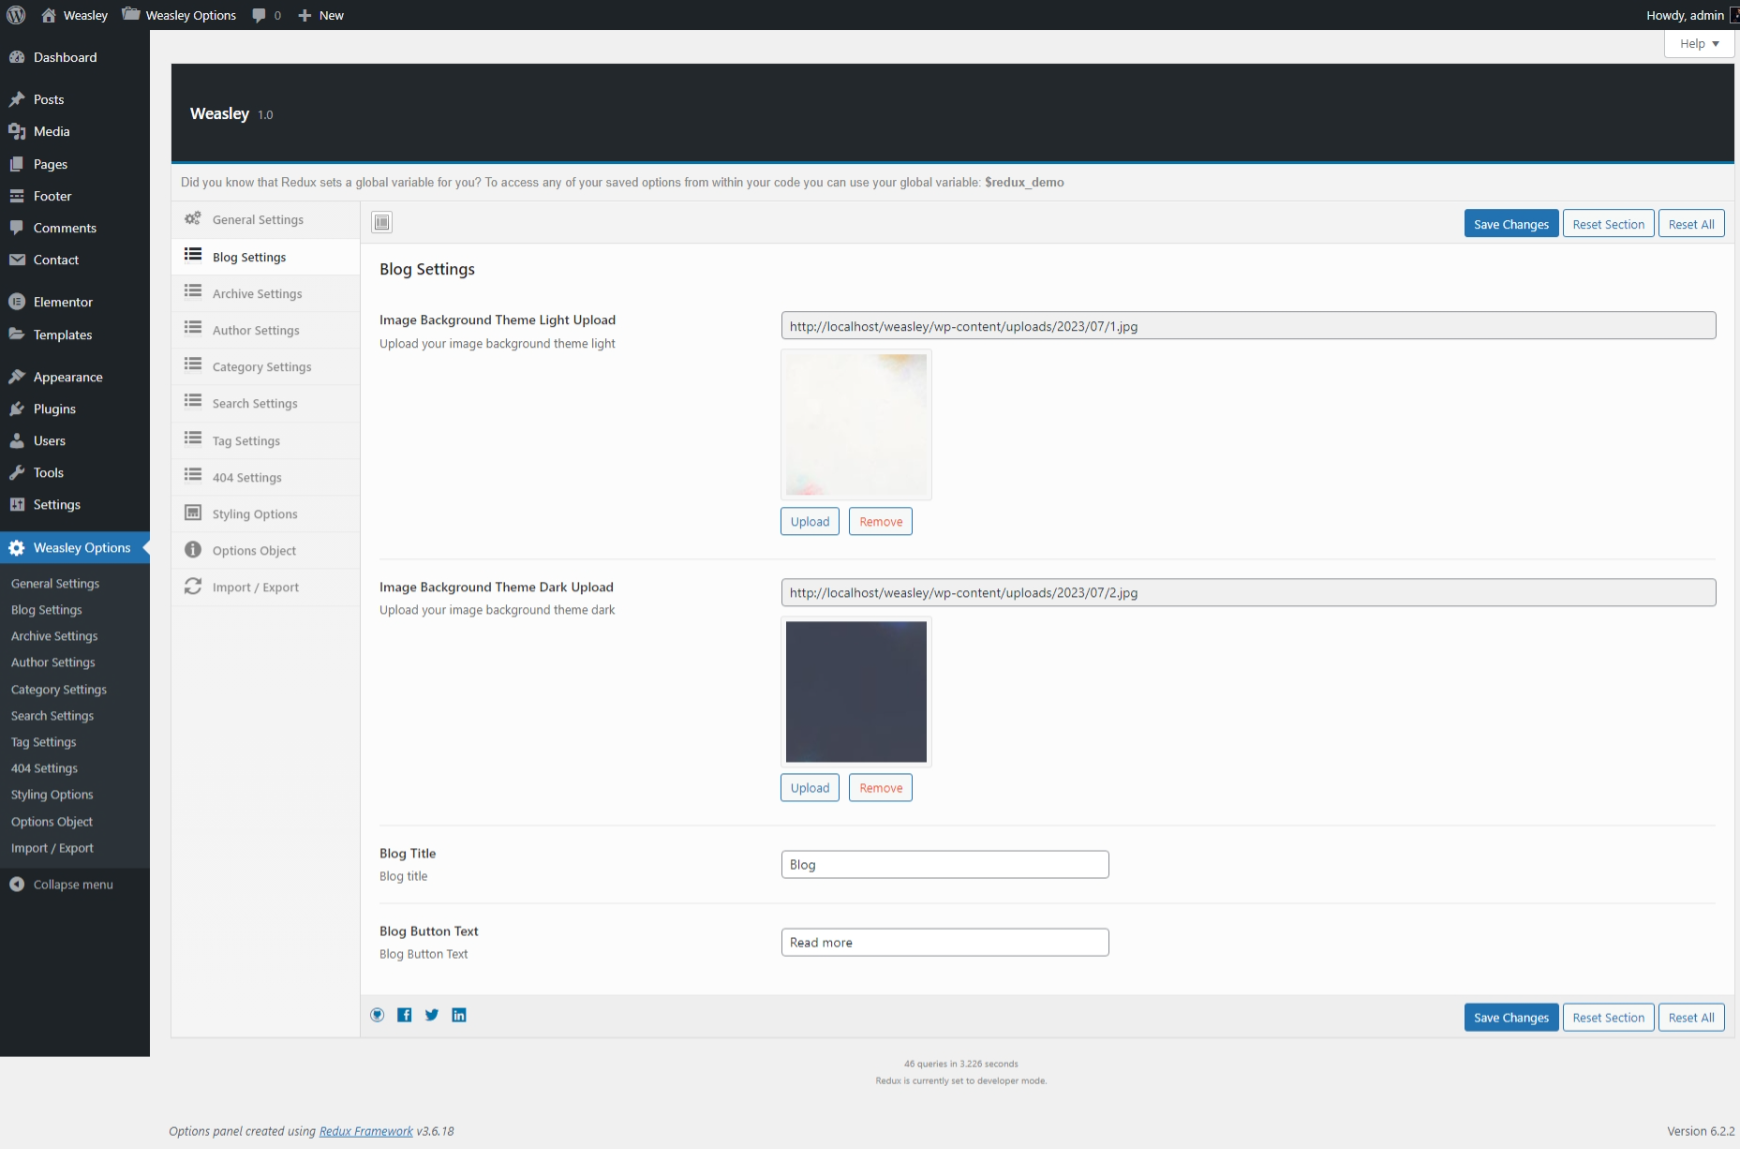 Weasley
Weasley Options
0
New
Howdy, admin
Help
Dashboard
Posts
Media
Pages
Footer
Comments
Contact
Elementor
Templates
Appearance
Plugins
Users
Tools
Settings
Weasley Options
General Settings
Blog Settings
Archive Settings
Author Settings
Category Settings
Search Settings
Tag Settings
404 Settings
Styling Options
Options Object
Import / Export
Collapse menu
Weasley 1.0
Did you know that Redux sets a global variable for you? To access any of your saved options from within your code you can use your global variable: $redux_demo
General Settings
Blog Settings
Archive Settings
Author Settings
Category Settings
Search Settings
Tag Settings
404 Settings
Styling Options
Options Object
Import / Export
Save Changes
Reset Section
Reset All
Blog Settings
Image Background Theme Light Upload
Upload your image background theme light
http://localhost/weasley/wp-content/uploads/2023/07/1.jpg
Upload
Remove
Image Background Theme Dark Upload
Upload your image background theme dark
http://localhost/weasley/wp-content/uploads/2023/07/2.jpg
Upload
Remove
Blog Title
Blog title
Blog
Blog Button Text
Blog Button Text
Read more
Save Changes
Reset Section
Reset All
46 queries in 3.226 seconds
Redux is currently set to developer mode.
Options panel created using Redux Framework v3.6.18
Version 6.2.2